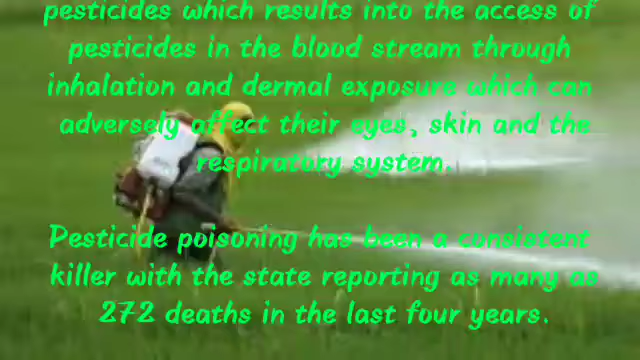 pesticides which results into the access of
pesticides in the blood stream through
inhalation and dermal exposure which can
adversely affect their eyes, skin and the
respiratory system.
Pesticide poisoning has been a consistent
killer with the state reporting as many as
272 deaths in the last four years.